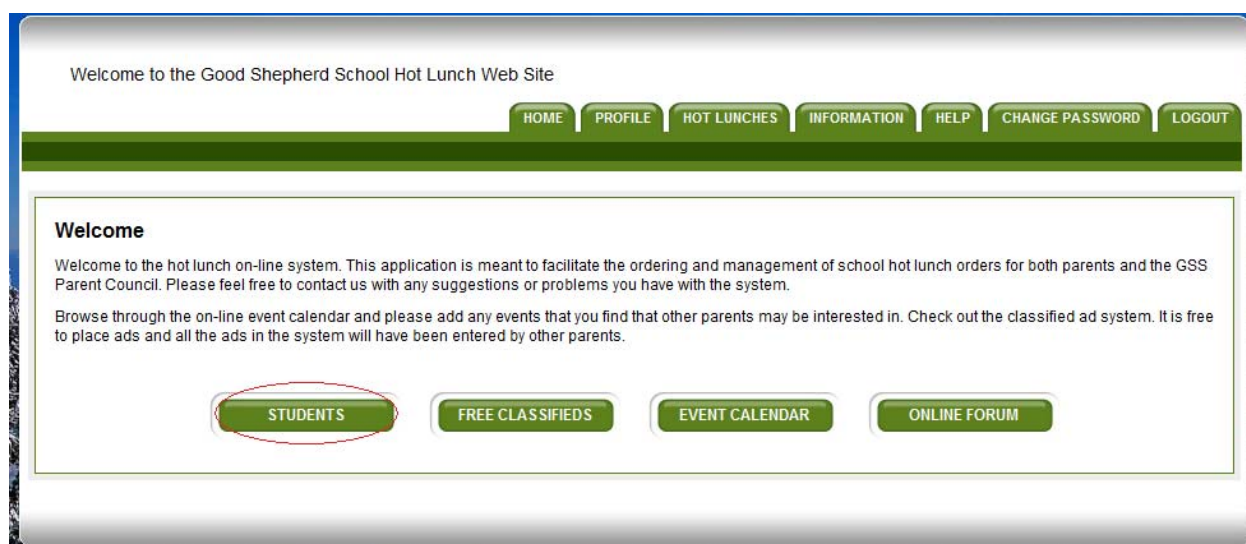 Welcome to the Good Shepherd School Hot Lunch Web Site
HOME PROFILE HOT LUNCHES INFORMATION HELP CHANGE PASSWORD LOGOUT
Welcome
Welcome to the hot lunch on-line system. This application is meant to facilitate the ordering and management of school hot lunch orders for both parents and the GSS
Parent Council. Please feel free to contact us with any suggestions or problems you have with the system.
Browse through the on-line event calendar and please add any events that you find that other parents may be interested in. Check out the classified ad system. It is free
to place ads and all the ads in the system will have been entered by other parents.
STUDENTS FREE CLASSIFIEDS EVENT CALENDAR ONLINE FORUM